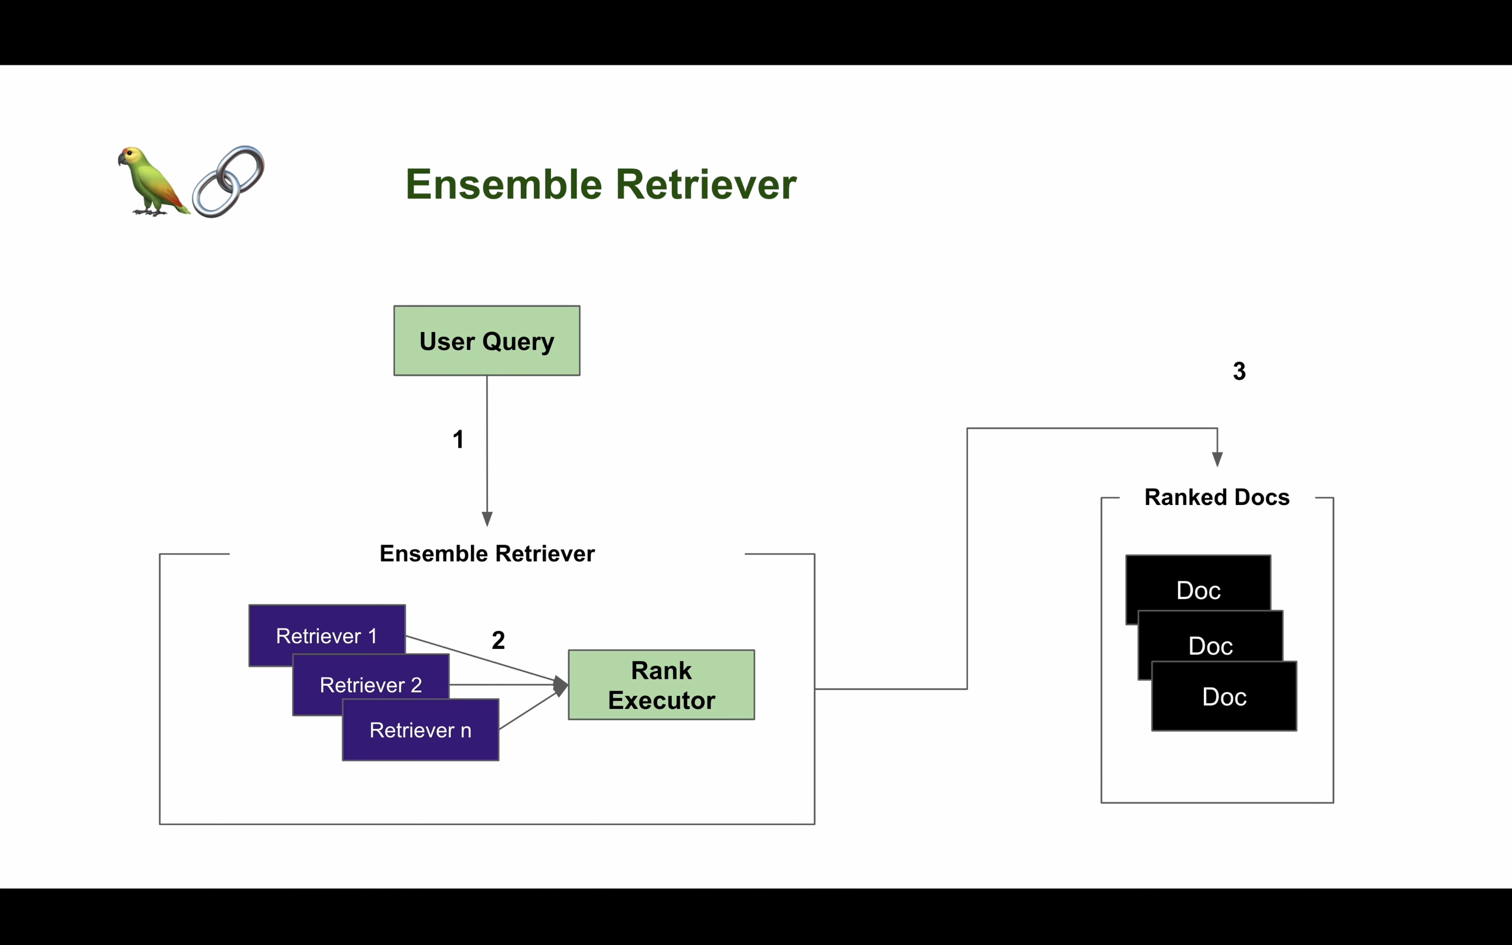 Ensemble Retriever
User Query
1
3
Ranked Docs
Ensemble Retriever
Retriever 1
Retriever 2
Retriever n
2
Rank
Executor
Doc
Doc
Doc